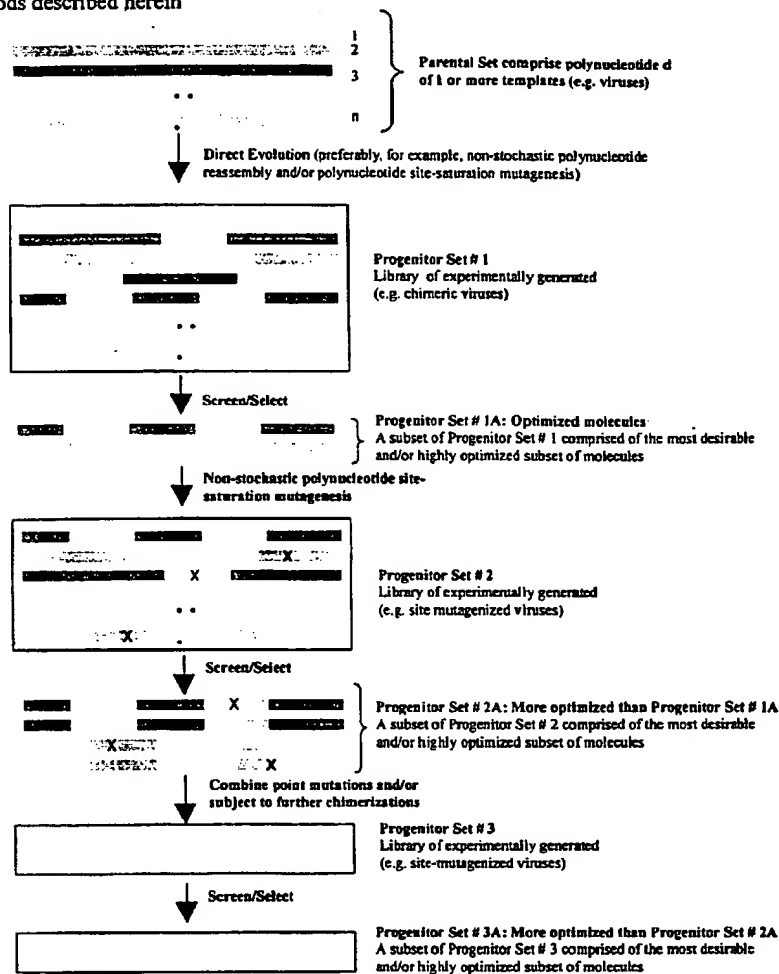 ods described herein
1
2
3
n
Parental Set comprise polynucleotide d
of 1 or more templates (e.g. viruses)
Direct Evolution (preferably, for example, non-stochastic polynucleotide
reassembly and/or polynucleotide site-saturation mutagenesis)
Progenitor Set # 1
Library of experimentally generated
(e.g. chimeric viruses)
Screen/Select
Progenitor Set # 1A: Optimized molecules
A subset of Progenitor Set # 1 comprised of the most desirable
and/or highly optimized subset of molecules
Non-stochastic polynucleotide site-
saturation mutagenesis
X
X
X
X
Progenitor Set # 2
Library of experimentally generated
(e.g. site mutagenized viruses)
Screen/Select
X
X
X
Progenitor Set # 2A: More optimized than Progenitor Set # 1A
A subset of Progenitor Set # 2 comprised of the most desirable
and/or highly optimized subset of molecules
Combine point mutations and/or
subject to further chimerizations
Progenitor Set # 3
Library of experimentally generated
(e.g. site-mutagenized viruses)
Screen/Select
Progenitor Set # 3A: More optimized than Progenitor Set # 2A
A subset of Progenitor Set # 3 comprised of the most desirable
and/or highly optimized subset of molecules